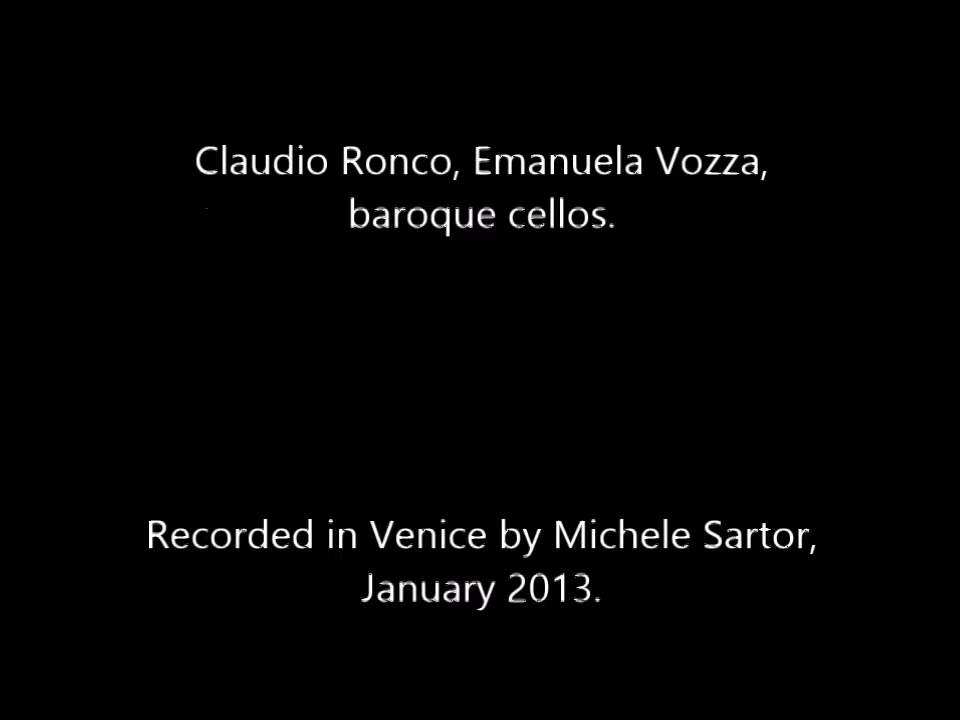 Claudio Ronco, Emanuela Vozza,
baroque cellos.
Recorded in Venice by Michele Sartor,
January 2013.